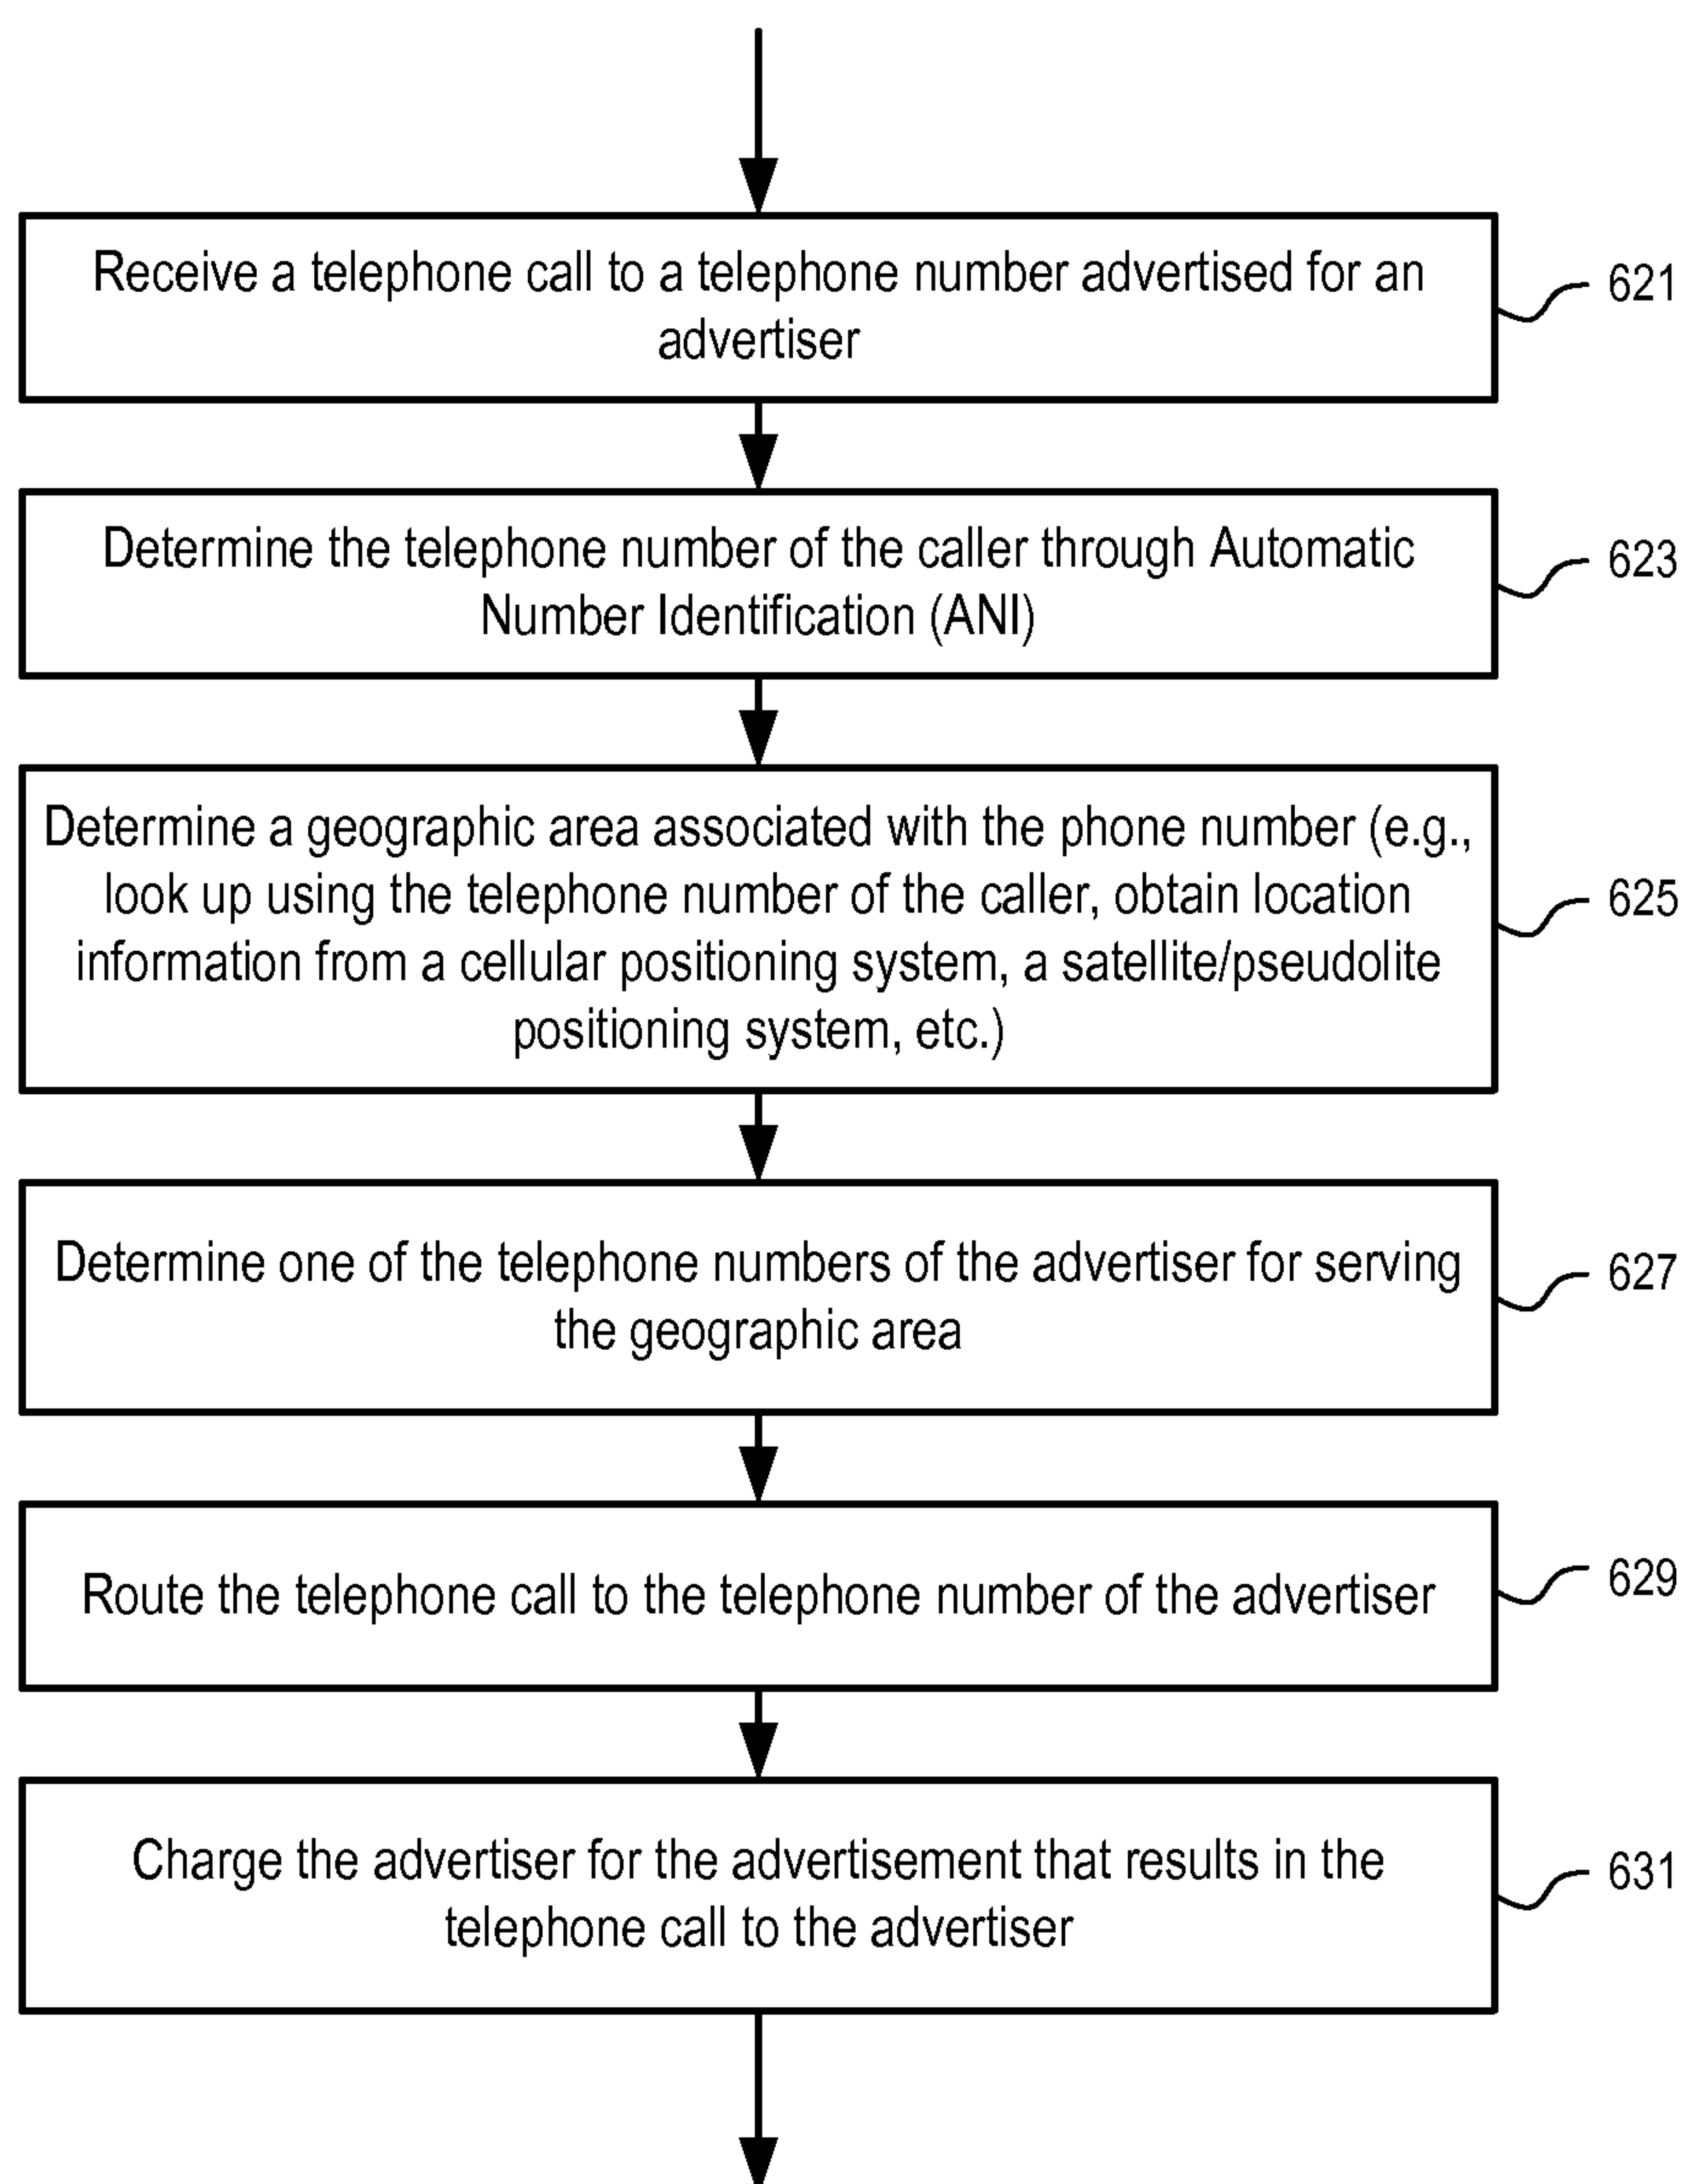 Receive a telephone call to a telephone number advertised for an
advertiser
621
Determine the telephone number of the caller through Automatic
Number Identification (ANI)
623
Determine a geographic area associated with the phone number (e.g.,
look up using the telephone number of the caller, obtain location
information from a cellular positioning system, a satellite/pseudolite
positioning system, etc.)
625
Determine one of the telephone numbers of the advertiser for serving
the geographic area
627
Route the telephone call to the telephone number of the advertiser
629
Charge the advertiser for the advertisement that results in the
telephone call to the advertiser
631